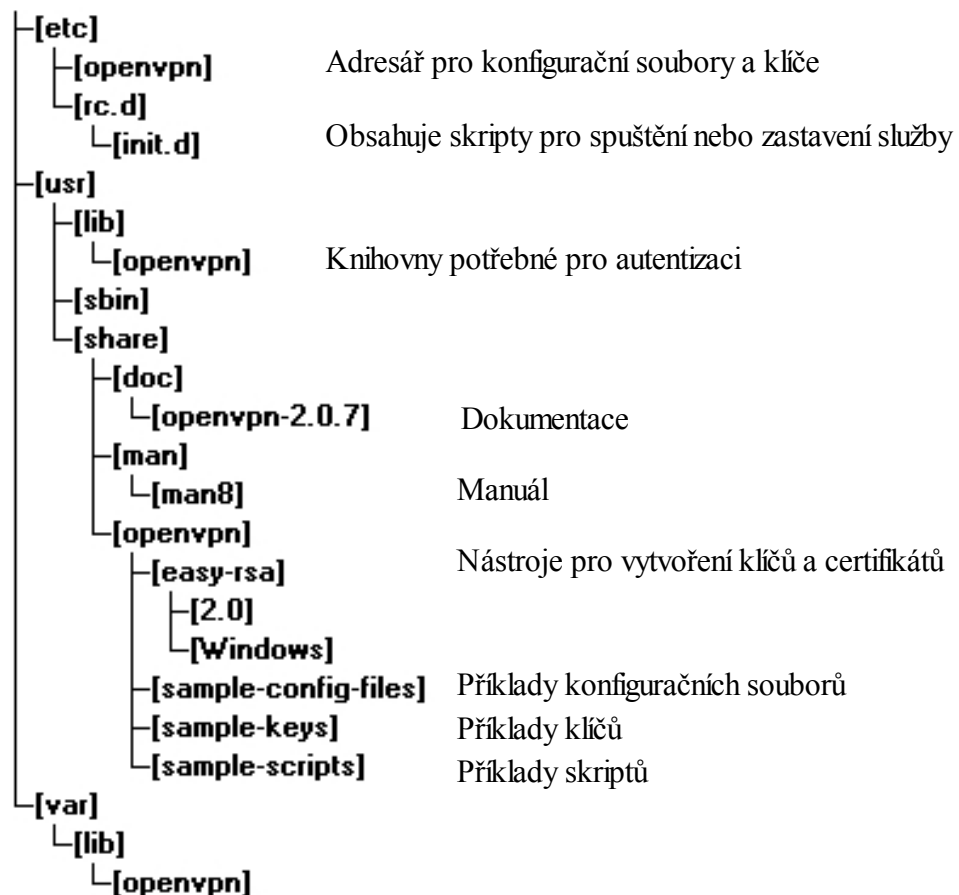 [etc]
[openvpn] Adresář pro konfigurační soubory a klíče
[rc.d]
[init.d] Obsahuje skripty pro spuštění nebo zastavení služby
[usr]
[lib]
[openvpn] Knihovny potřebné pro autentizaci
[sbin]
[share]
[doc]
[openvpn-2.0.7] Dokumentace
[man]
[man8] Manuál
[openvpn]
[easy-rsa] Nástroje pro vytvoření klíčů a certifikátů
[2.0]
[Windows]
[sample-config-files] Příklady konfiguračních souborů
[sample-keys] Příklady klíčů
[sample-scripts] Příklady skriptů
[var]
[lib]
[openvpn]